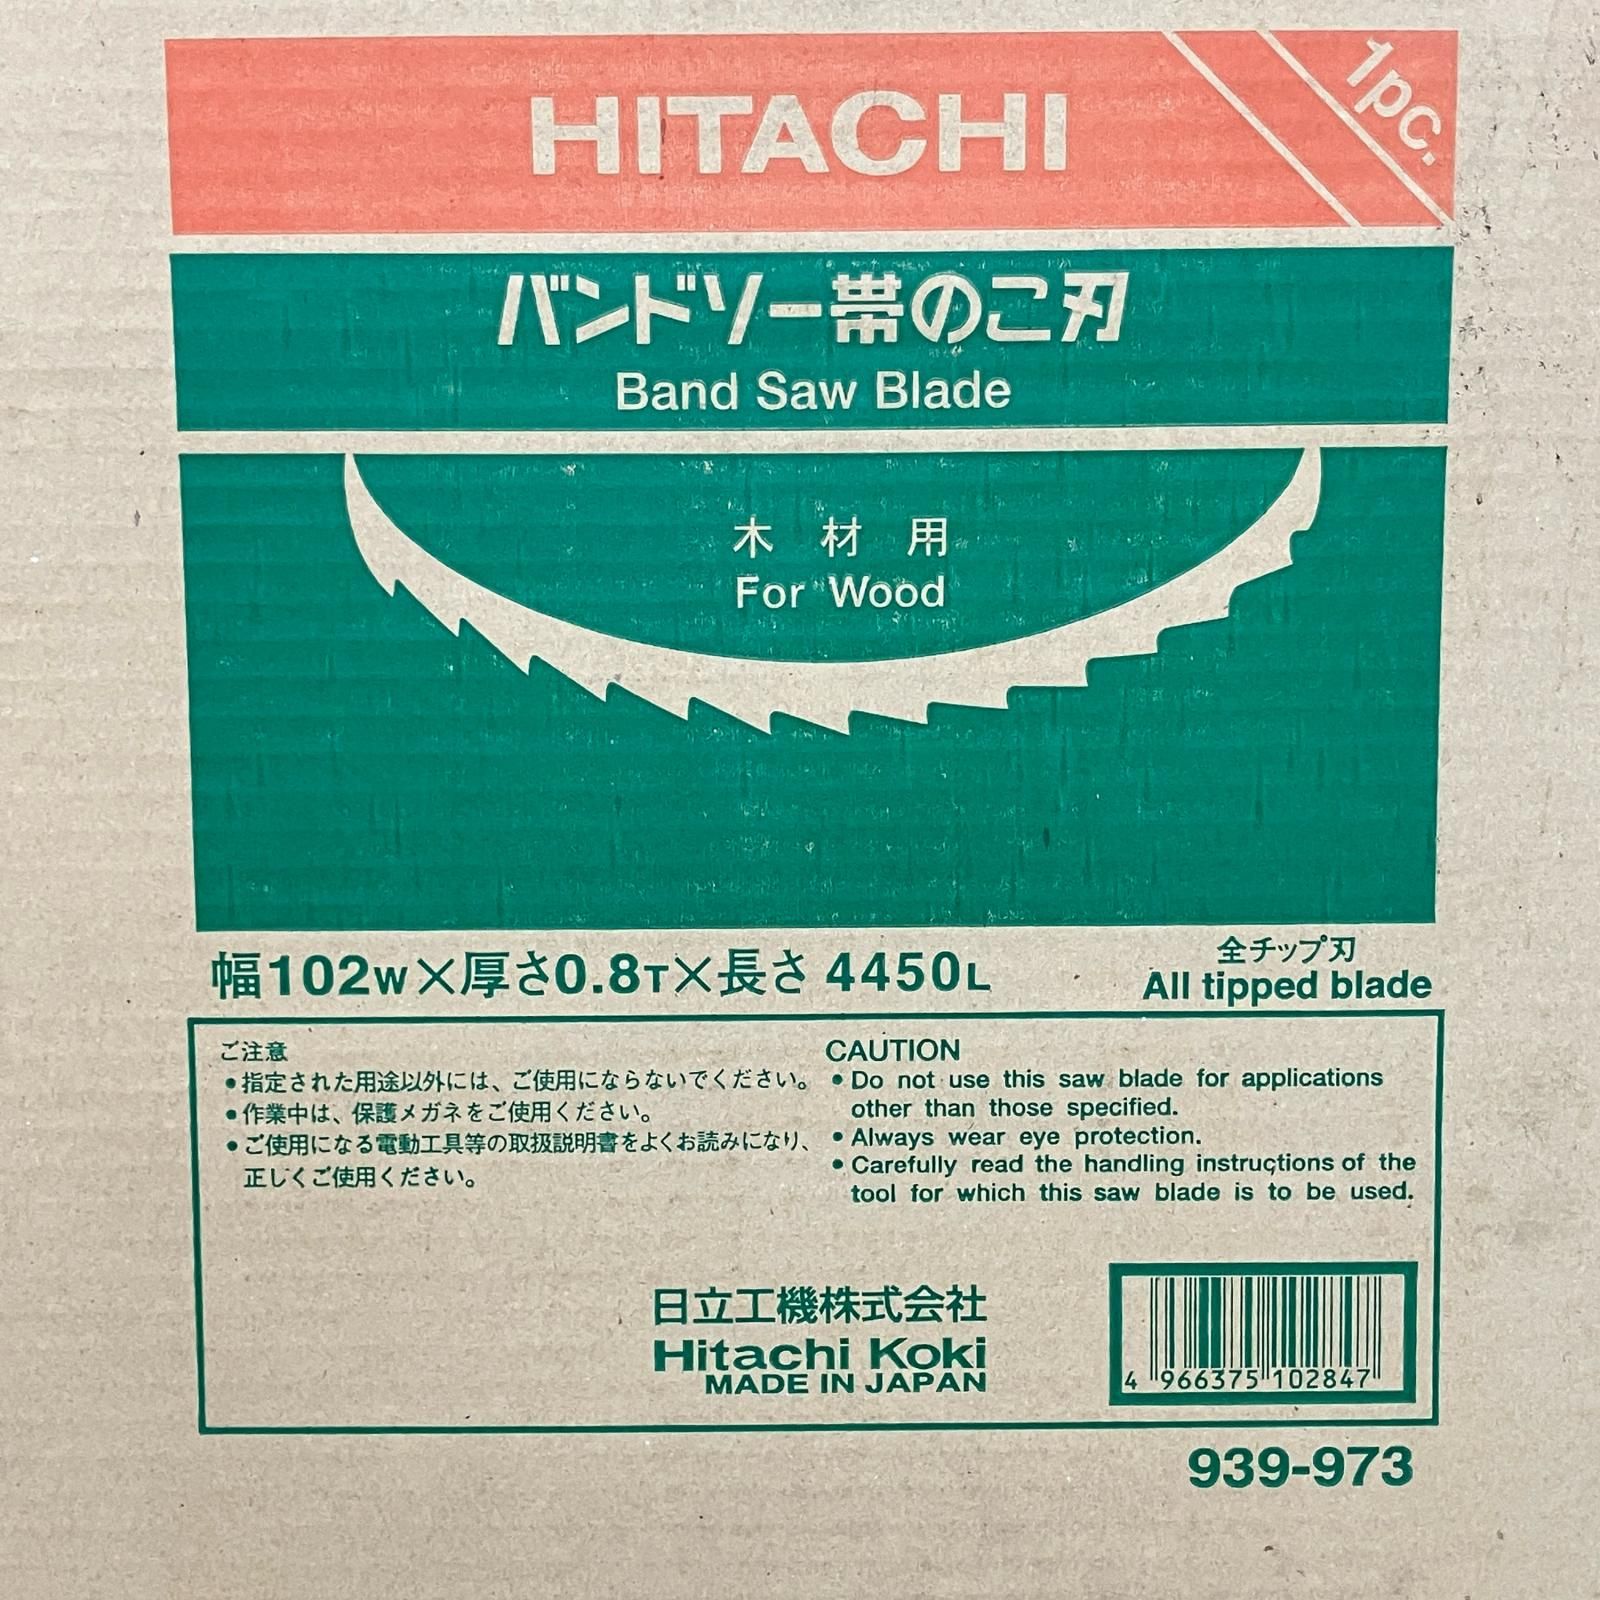 HITACHI
1pc.
バンドソー帯のこ刃
Band Saw Blade
木材用
For Wood
幅102W×厚さ0.8T×長さ4450L
全チップ刃
All tipped blade
ご注意
●指定された用途以外には、ご使用にならないでください。
●作業中は、保護メガネをご使用ください。
●ご使用になる電動工具等の取扱説明書をよくお読みになり、
正しくご使用ください。
CAUTION
●Do not use this saw blade for applications
other than those specified.
●Always wear eye protection.
●Carefully read the handling instructions of the
tool for which this saw blade is to be used.
日立工機株式会社
Hitachi Koki
MADE IN JAPAN
4 966375 102847
939-973